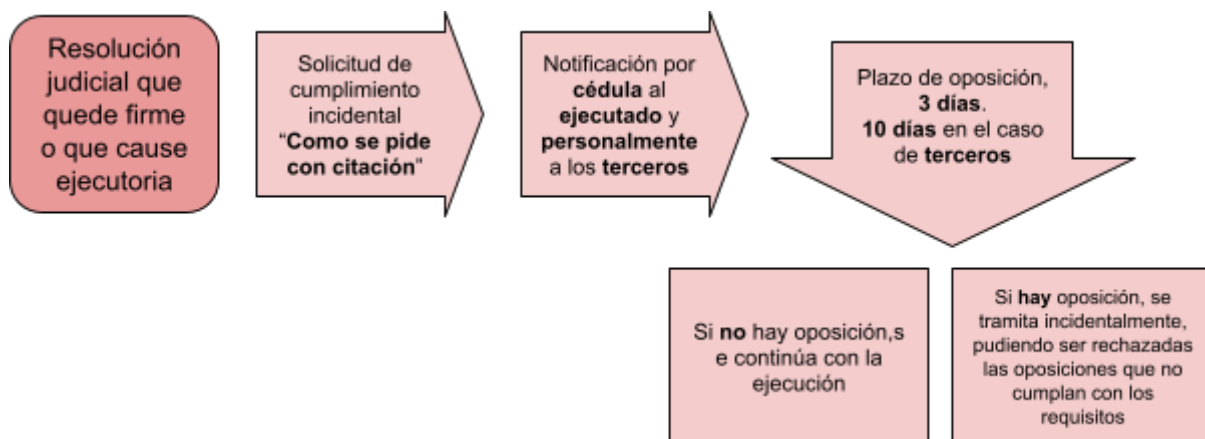 Resolución
judicial que
quede firme
o que cause
ejecutoria
Solicitud de
cumplimiento
incidental
"Como se pide
con citación"
Notificación por
cédula al
ejecutado y
personalmente
a los terceros
Plazo de oposición,
3 días.
10 días en el caso
de terceros
Si no hay oposición,s
e continúa con la
ejecución
Si hay oposición, se
tramita incidentalmente,
pudiendo ser rechazadas
las oposiciones que no
cumplan con los
requisitos